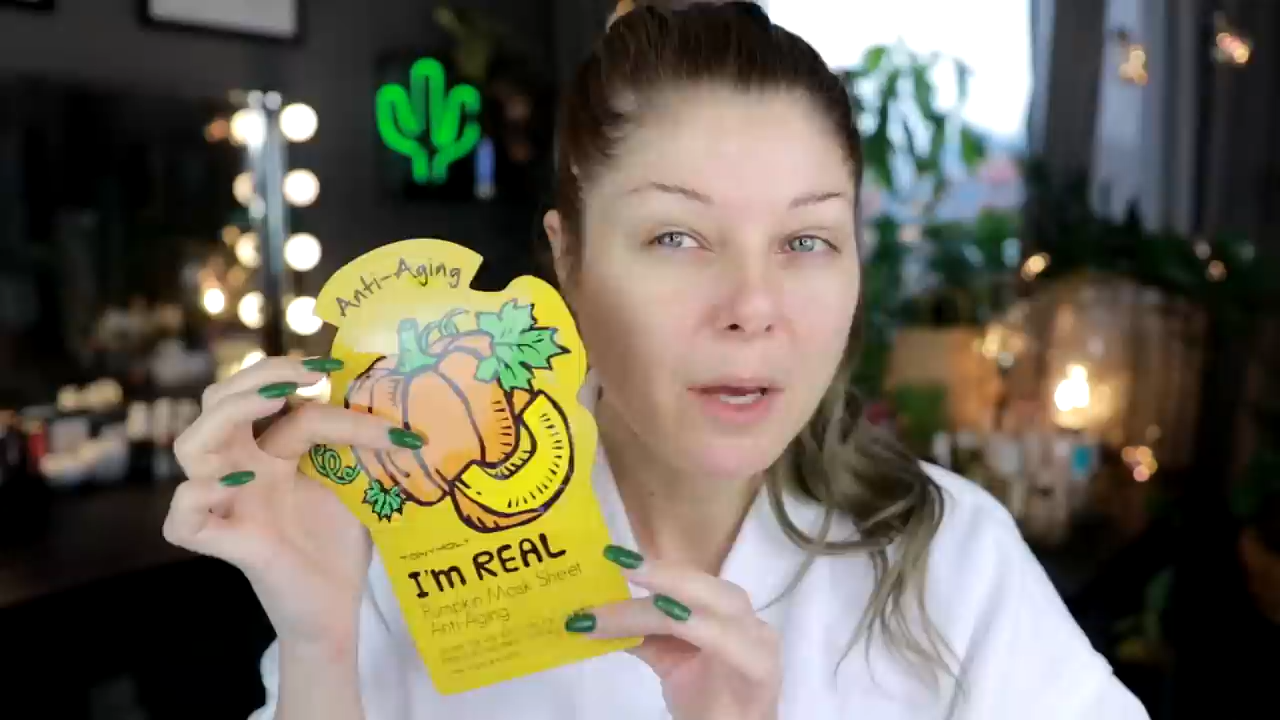 Anti-Aging
TONYMOLY
I'm REAL
Pumpkin Mask Sheet
Anti-Aging